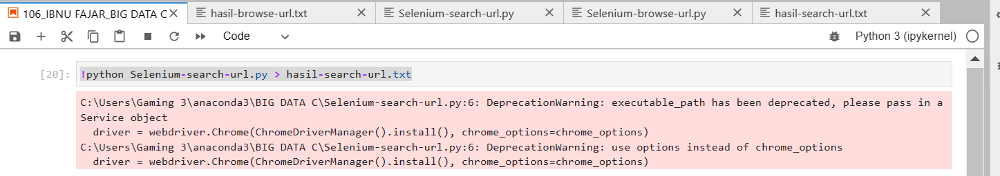 106_IBNU FAJAR_BIG DATA C
hasil-browse-url.txt
Selenium-search-url.py
Selenium-browse-url.py
hasil-search-url.txt
Code
Python 3 (ipykernel)
[20]:
!python Selenium-search-url.py > hasil-search-url.txt
C:\Users\Gaming 3\anaconda3\BIG DATA C\Selenium-search-url.py:6: DeprecationWarning: executable_path has been deprecated, please pass in a
Service object
  driver = webdriver.Chrome(ChromeDriverManager().install(), chrome_options=chrome_options)
C:\Users\Gaming 3\anaconda3\BIG DATA C\Selenium-search-url.py:6: DeprecationWarning: use options instead of chrome_options
  driver = webdriver.Chrome(ChromeDriverManager().install(), chrome_options=chrome_options)